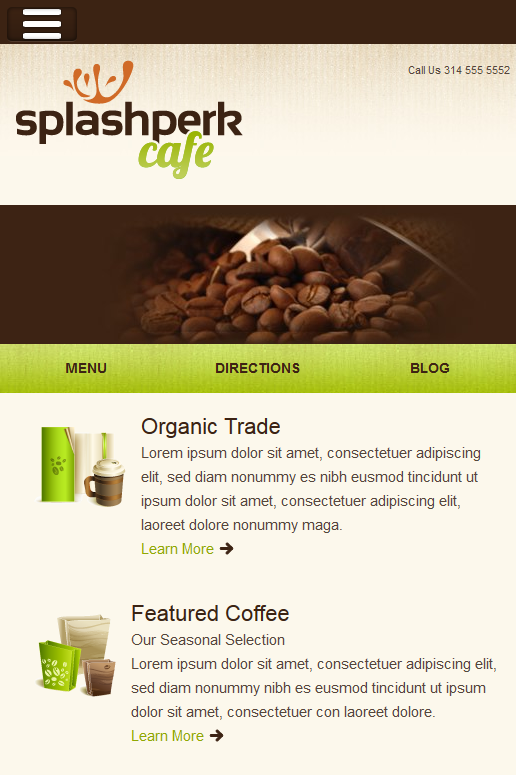 Call Us 314 555 5552
splashperk
cafe
MENU DIRECTIONS BLOG
Organic Trade
Lorem ipsum dolor sit amet, consectetuer adipiscing
elit, sed diam nonummy es nibh eusmod tincidunt ut
ipsum dolor sit amet, consectetuer adipiscing elit,
laoreet dolore nonummy maga.
Learn More
Featured Coffee
Our Seasonal Selection
Lorem ipsum dolor sit amet, consectetuer adipiscing elit,
sed diam nonummy nibh euismod tincidunt ut ipsum
dolor sit amet, consectetuer con laoreet dolore.
Learn More